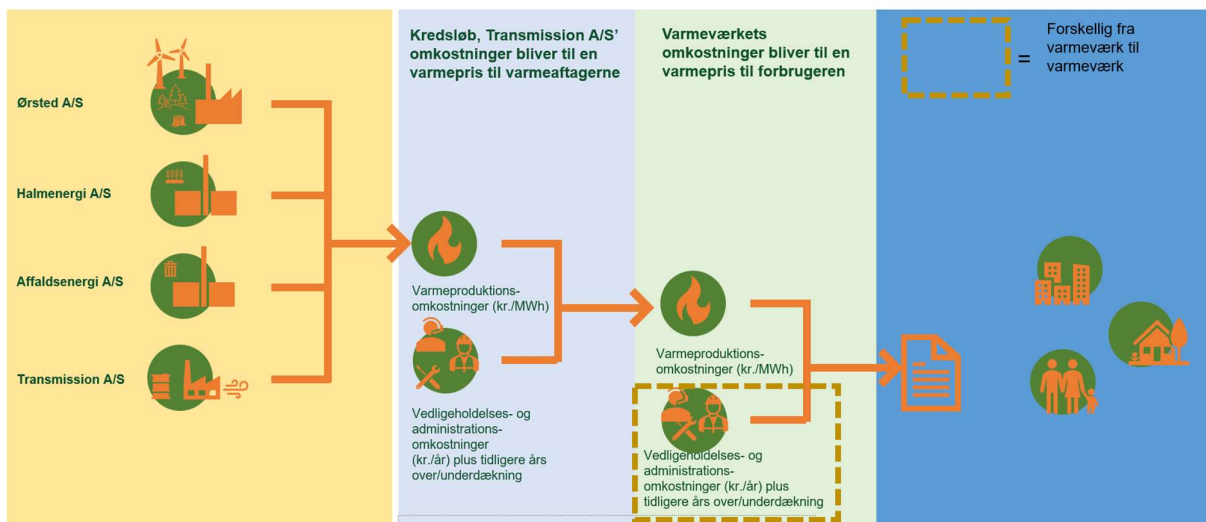 Ørsted A/S
Halmenergi A/S
Affaldsenergi A/S
Transmission A/S
Kredsløb, Transmission A/S’
omkostninger bliver til en
varmepris til varmeaftagerne
Varmeproduktions-
omkostninger (kr./MWh)
Vedligeholdelses- og
administrations-
omkostninger
(kr./år) plus tidligere års
over/underdækning
Varmeværkets
omkostninger bliver til en
varmepris til forbrugeren
Varmeproduktions-
omkostninger (kr./MWh)
Vedligeholdelses- og
administrations-
omkostninger (kr./år) plus
tidligere års over/underdækning
=
Forskellig fra
varmeværk til
varmeværk